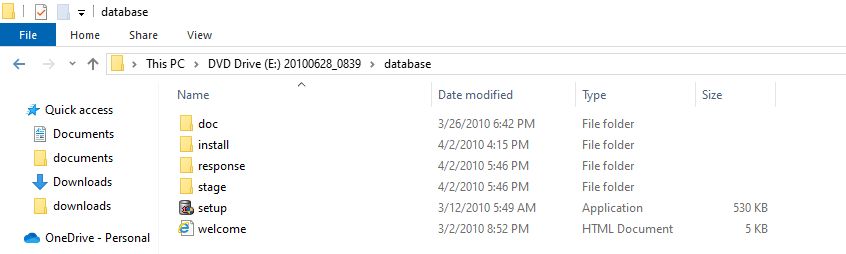 database
File Home Share View
This PC > DVD Drive (E:) 20100628_0839 > database
Name Date modified Type Size
Quick access
Documents
documents
Downloads
downloads
OneDrive - Personal
doc 3/26/2010 6:42 PM File folder
install 4/2/2010 4:15 PM File folder
response 4/2/2010 5:46 PM File folder
stage 4/2/2010 5:46 PM File folder
setup 3/12/2010 5:49 AM Application 530 KB
welcome 3/2/2010 8:52 PM HTML Document 5 KB